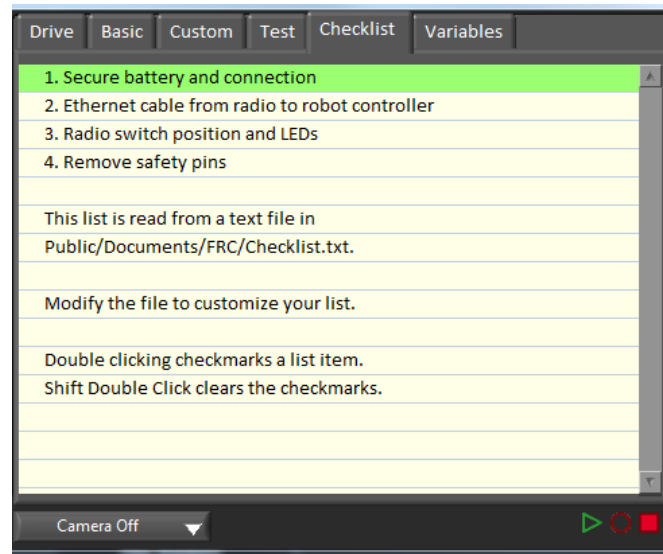 Drive Basic Custom Test Checklist Variables
1. Secure battery and connection
2. Ethernet cable from radio to robot controller
3. Radio switch position and LEDs
4. Remove safety pins
This list is read from a text file in
Public/Documents/FRC/Checklist.txt.
Modify the file to customize your list.
Double clicking checkmarks a list item.
Shift Double Click clears the checkmarks.
Camera Off